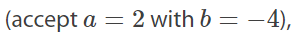 (accept a = 2 with b = −4),